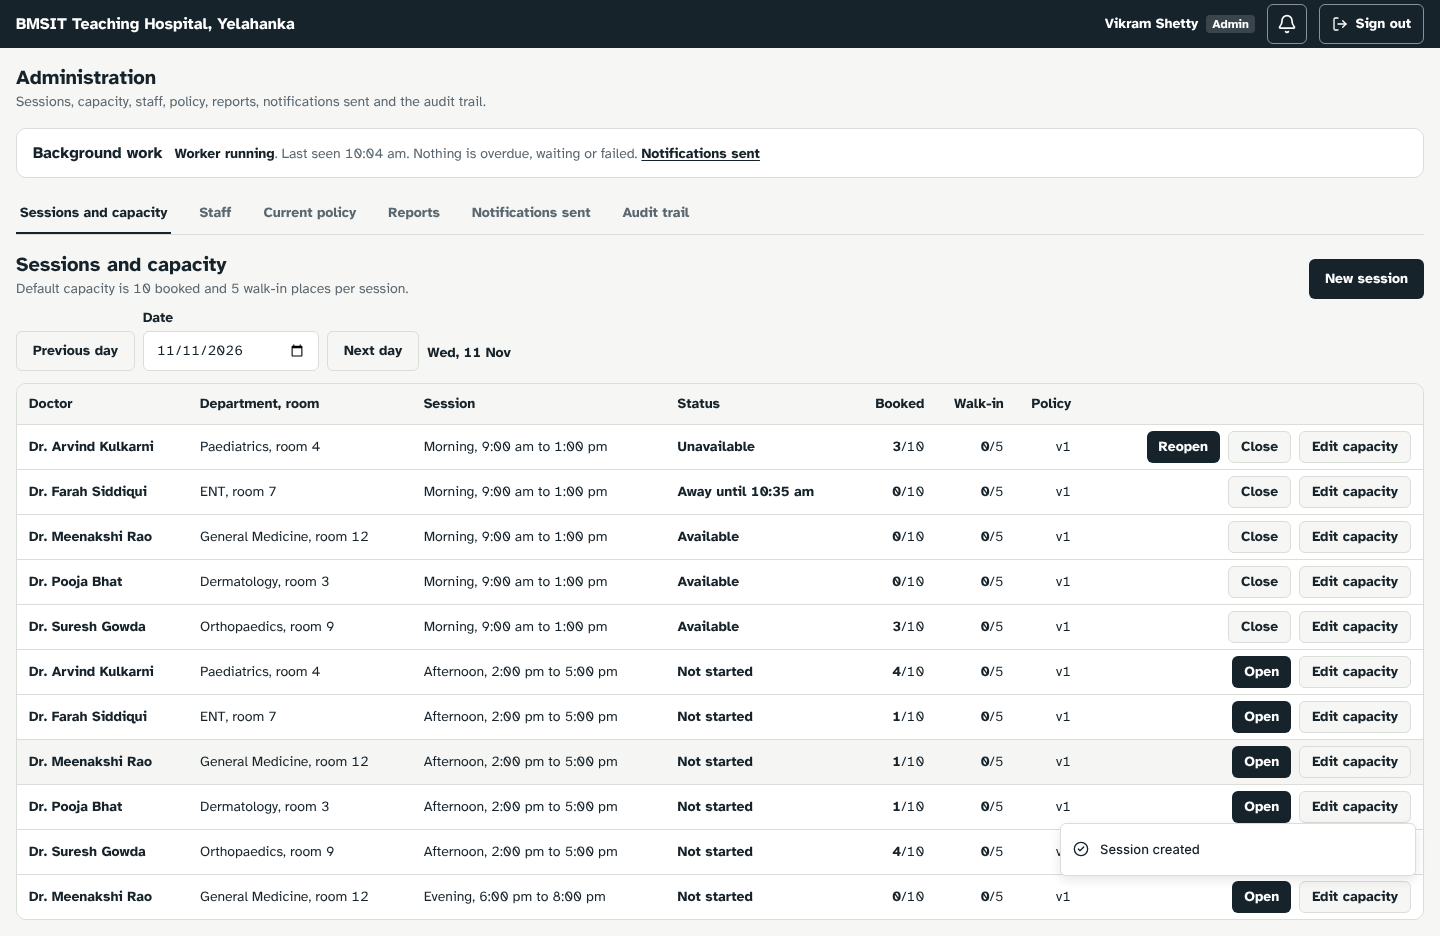 BMSIT Teaching Hospital, Yelahanka
Vikram Shetty Admin Sign out
Administration
Sessions, capacity, staff, policy, reports, notifications sent and the audit trail.
Background work Worker running. Last seen 10:04 am. Nothing is overdue, waiting or failed. Notifications sent
Sessions and capacity Staff Current policy Reports Notifications sent Audit trail
Sessions and capacity
Default capacity is 10 booked and 5 walk-in places per session.
New session
Date
Previous day 11/11/2026 Next day Wed, 11 Nov
Doctor Department, room Session Status Booked Walk-in Policy
Dr. Arvind Kulkarni Paediatrics, room 4 Morning, 9:00 am to 1:00 pm Unavailable 3/10 0/5 v1 Reopen Close Edit capacity
Dr. Farah Siddiqui ENT, room 7 Morning, 9:00 am to 1:00 pm Away until 10:35 am 0/10 0/5 v1 Close Edit capacity
Dr. Meenakshi Rao General Medicine, room 12 Morning, 9:00 am to 1:00 pm Available 0/10 0/5 v1 Close Edit capacity
Dr. Pooja Bhat Dermatology, room 3 Morning, 9:00 am to 1:00 pm Available 0/10 0/5 v1 Close Edit capacity
Dr. Suresh Gowda Orthopaedics, room 9 Morning, 9:00 am to 1:00 pm Available 3/10 0/5 v1 Close Edit capacity
Dr. Arvind Kulkarni Paediatrics, room 4 Afternoon, 2:00 pm to 5:00 pm Not started 4/10 0/5 v1 Open Edit capacity
Dr. Farah Siddiqui ENT, room 7 Afternoon, 2:00 pm to 5:00 pm Not started 1/10 0/5 v1 Open Edit capacity
Dr. Meenakshi Rao General Medicine, room 12 Afternoon, 2:00 pm to 5:00 pm Not started 1/10 0/5 v1 Open Edit capacity
Dr. Pooja Bhat Dermatology, room 3 Afternoon, 2:00 pm to 5:00 pm Not started 1/10 0/5 v1 Open Edit capacity
Dr. Suresh Gowda Orthopaedics, room 9 Afternoon, 2:00 pm to 5:00 pm Not started 4/10 0/5
Session created
Dr. Meenakshi Rao General Medicine, room 12 Evening, 6:00 pm to 8:00 pm Not started 0/10 0/5 v1 Open Edit capacity